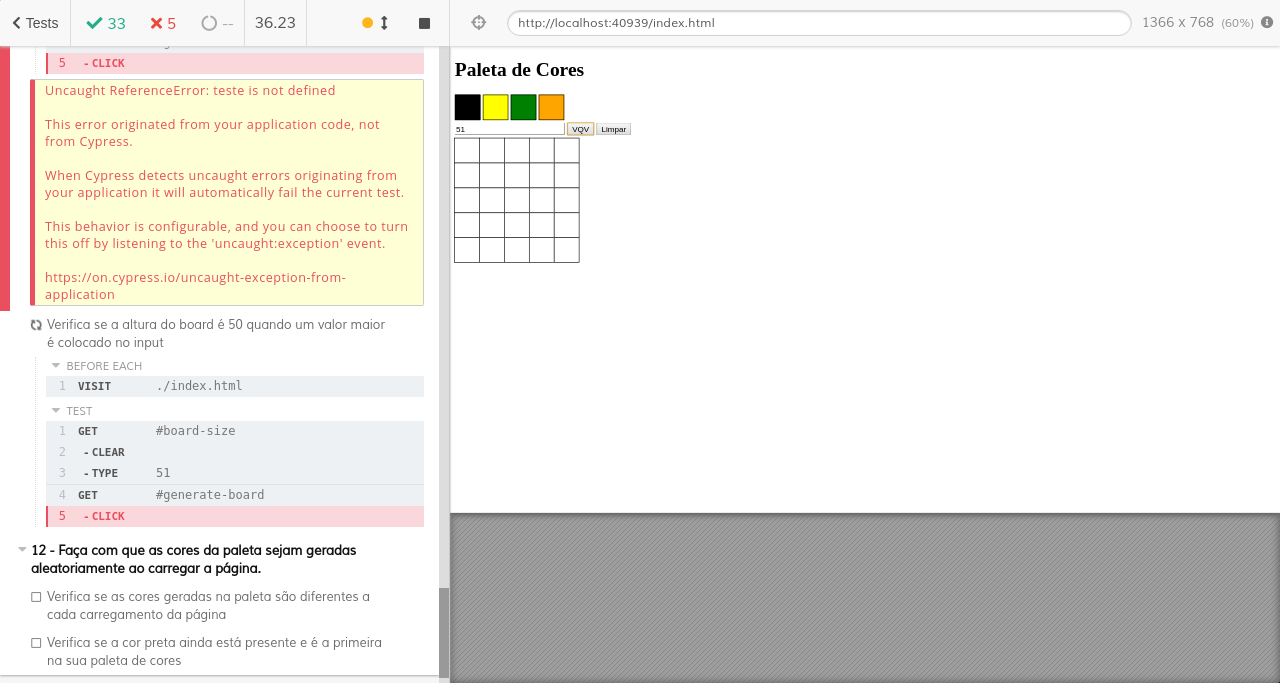 Tests
33
5
--
36.23
http://localhost:40939/index.html
1366 x 768 (60%)
5 - CLICK
Uncaught ReferenceError: teste is not defined
This error originated from your application code, not
from Cypress.
When Cypress detects uncaught errors originating from
your application it will automatically fail the current test.
This behavior is configurable, and you can choose to turn
this off by listening to the 'uncaught:exception' event.
https://on.cypress.io/uncaught-exception-from-
application
Verifica se a altura do board é 50 quando um valor maior
é colocado no input
BEFORE EACH
1 VISIT ./index.html
TEST
1 GET #board-size
2 - CLEAR
3 - TYPE 51
4 GET #generate-board
5 - CLICK
12 - Faça com que as cores da paleta sejam geradas
aleatoriamente ao carregar a página.
Verifica se as cores geradas na paleta são diferentes a
cada carregamento da página
Verifica se a cor preta ainda está presente e é a primeira
na sua paleta de cores
Paleta de Cores
51 VQV Limpar